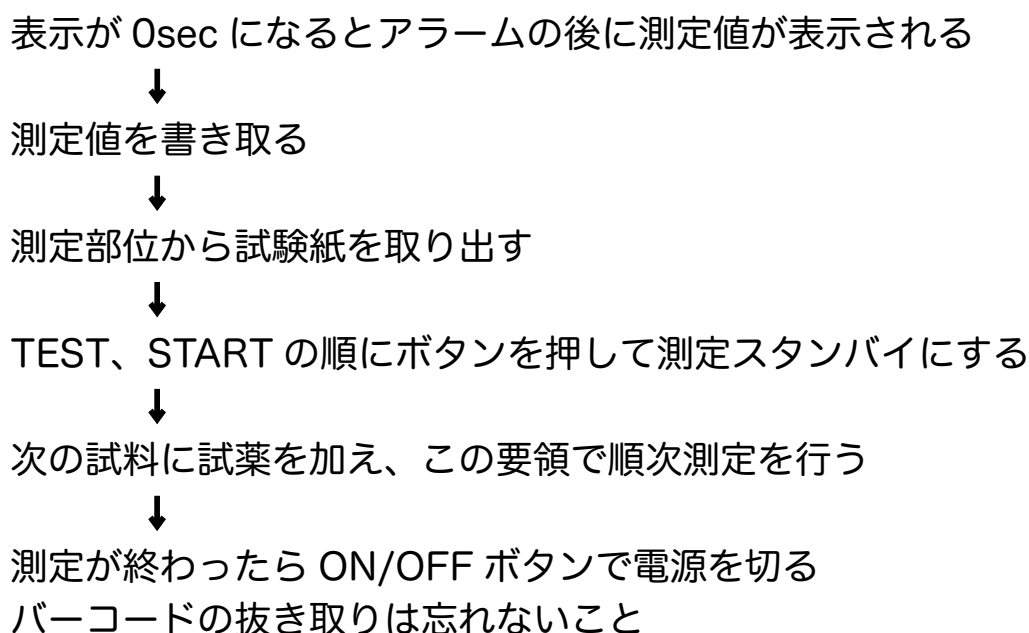 表示が 0sec になるとアラームの後に測定値が表示される
↓
測定値を書き取る
↓
測定部位から試験紙を取り出す
↓
TEST、START の順にボタンを押して測定スタンバイにする
↓
次の試料に試薬を加え、この要領で順次測定を行う
↓
測定が終わったら ON/OFF ボタンで電源を切る
バーコードの抜き取りは忘れないこと